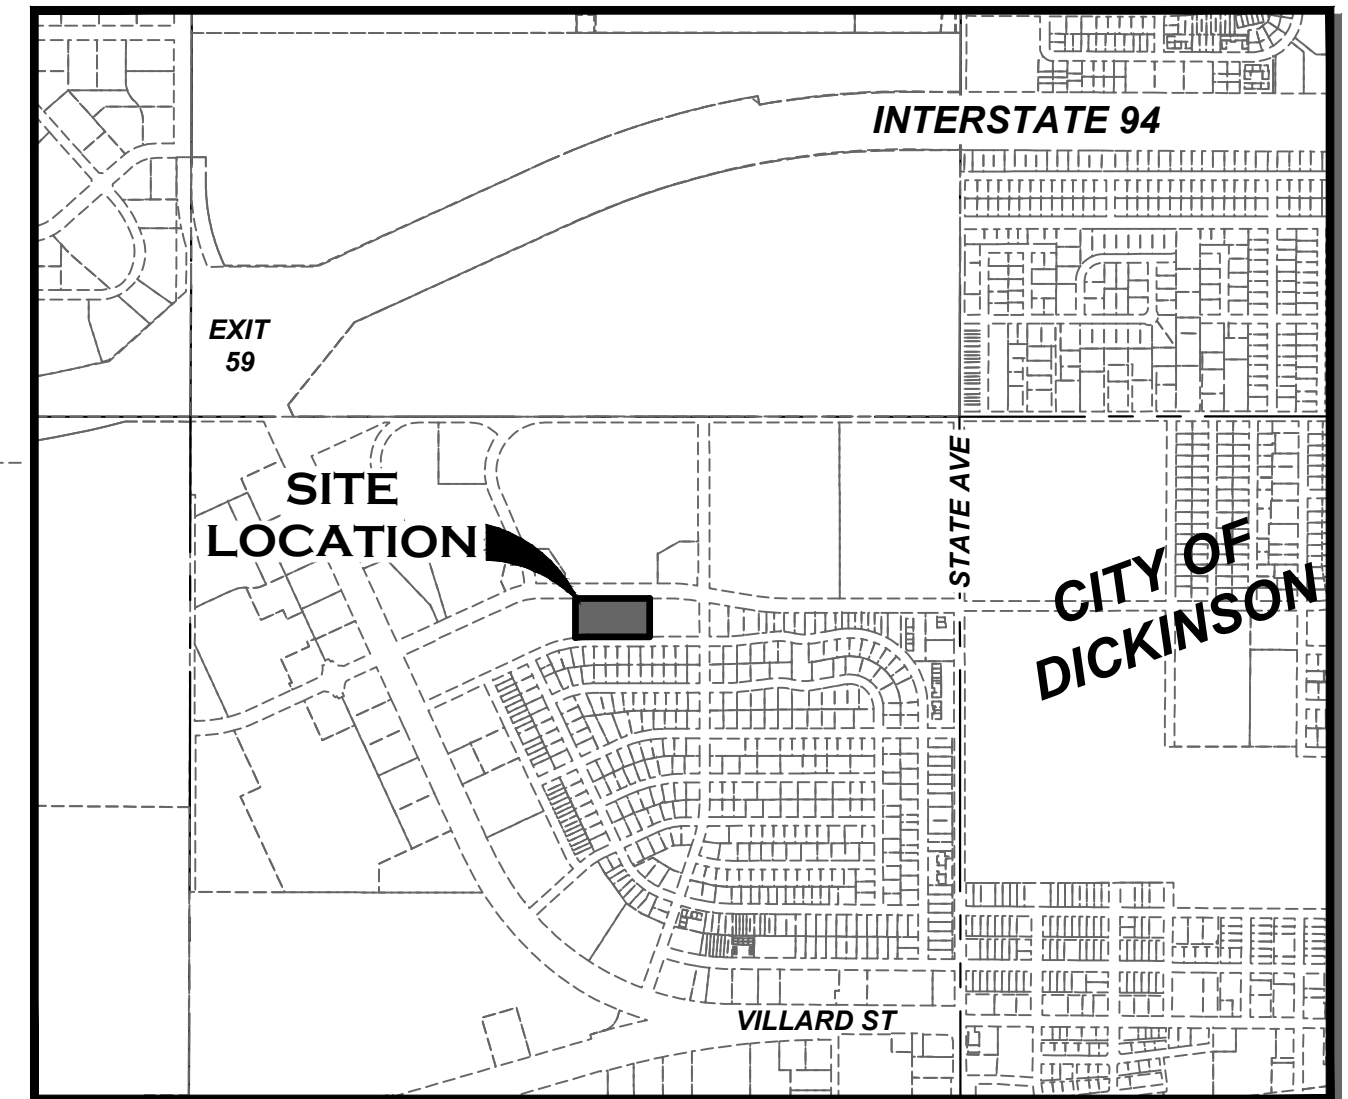 INTERSTATE 94
EXIT
59
SITE
LOCATION
STATE AVE
CITY OF
DICKINSON
VILLARD ST